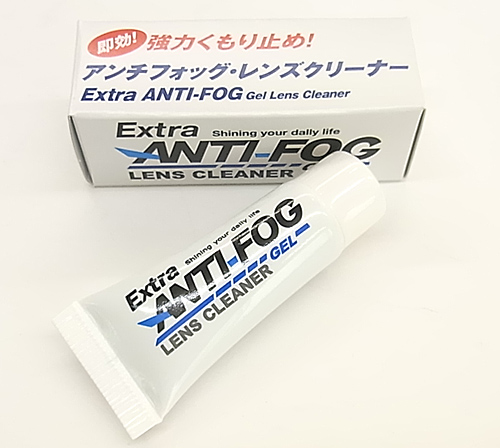 即効! 強力くもり止め!
アンチフォッグ・レンズクリーナー
Extra ANTI-FOG Gel Lens Cleaner
Extra Shining your daily life
ANTI-FOG
LENS CLEANER
Extra Shining your daily life
ANTI-FOG
LENS CLEANER GEL